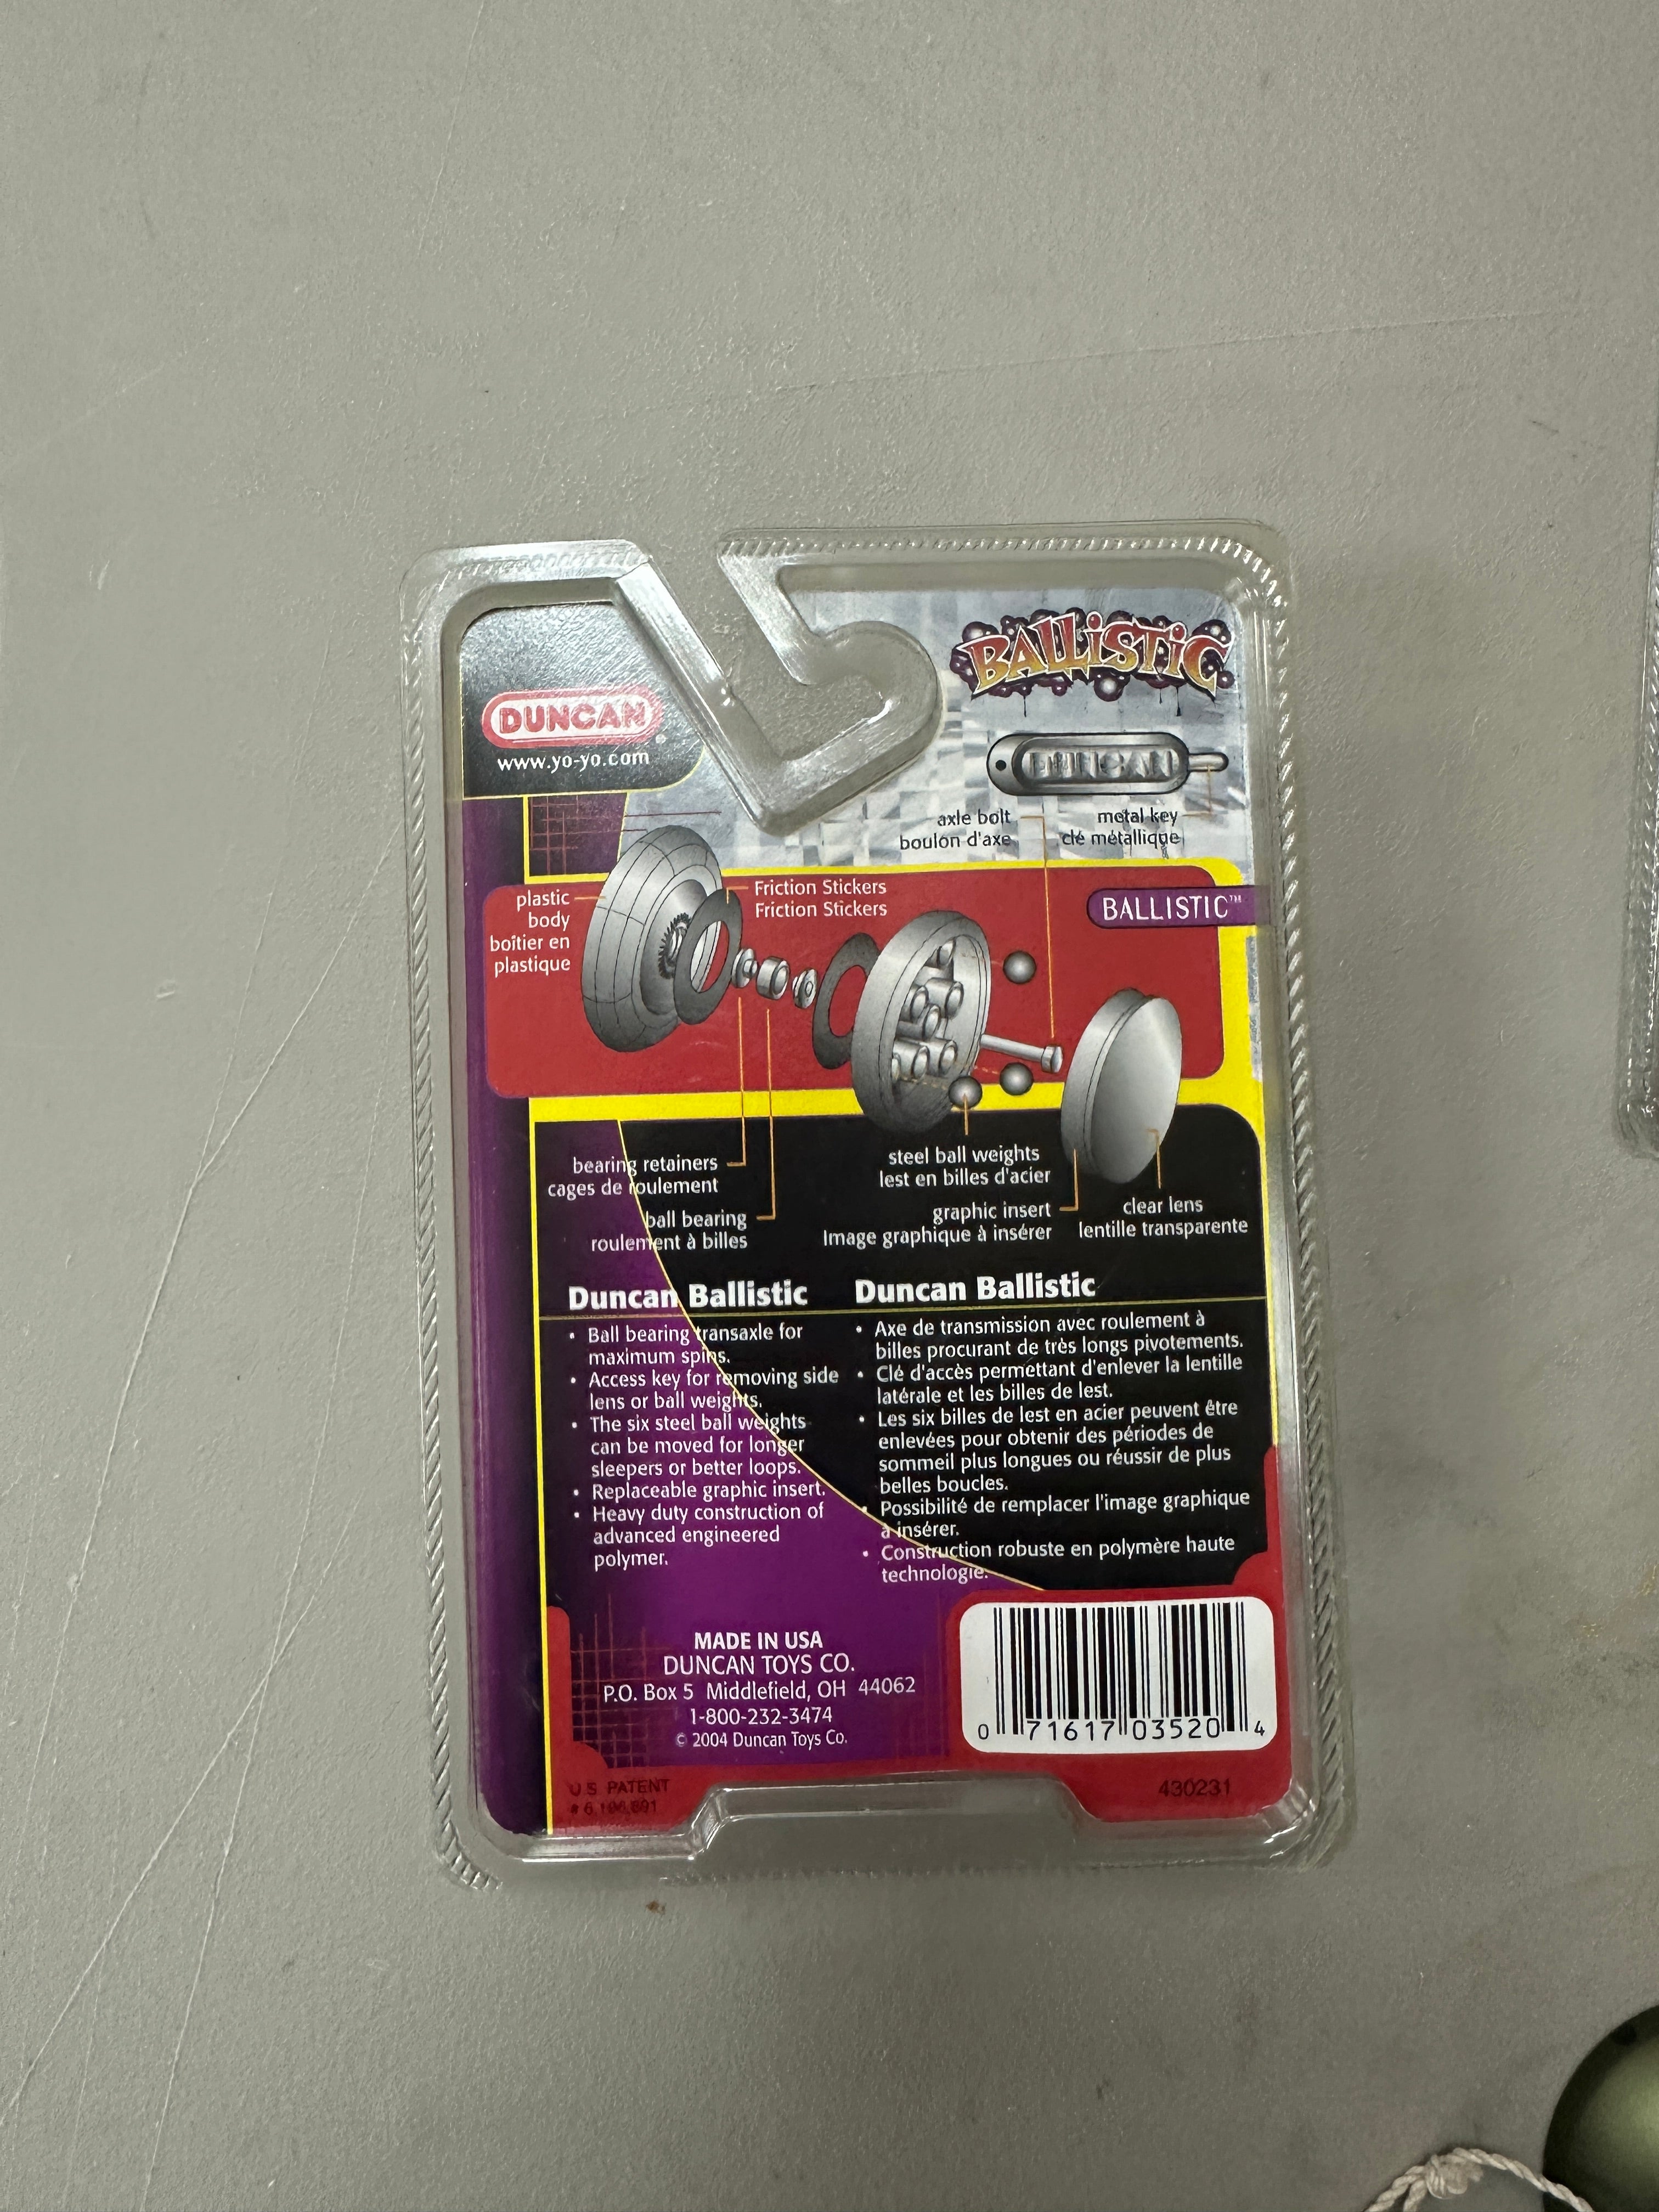 BALLiSTiC
DUNCAN®
www.yo-yo.com
DUNCAN
axle bolt
boulon d'axe
metal key
clé métallique
plastic
body
boîtier en
plastique
Friction Stickers
Friction Stickers
BALLISTIC™
bearing retainers
cages de roulement
ball bearing
roulement à billes
steel ball weights
lest en billes d'acier
graphic insert
Image graphique à insérer
clear lens
lentille transparente
Duncan Ballistic
• Ball bearing transaxle for
maximum spins.
• Access key for removing side
lens or ball weights.
• The six steel ball weights
can be moved for longer
sleepers or better loops.
• Replaceable graphic insert.
• Heavy duty construction of
advanced engineered
polymer.
Duncan Ballistic
• Axe de transmission avec roulement à
billes procurant de très longs pivotements.
• Clé d'accès permettant d'enlever la lentille
latérale et les billes de lest.
• Les six billes de lest en acier peuvent être
enlevées pour obtenir des périodes de
sommeil plus longues ou réussir de plus
belles boucles.
• Possibilité de remplacer l'image graphique
à insérer.
• Construction robuste en polymère haute
technologie.
MADE IN USA
DUNCAN TOYS CO.
P.O. Box 5 Middlefield, OH 44062
1-800-232-3474
© 2004 Duncan Toys Co.
0 71617 03520 4
U.S. PATENT
430231